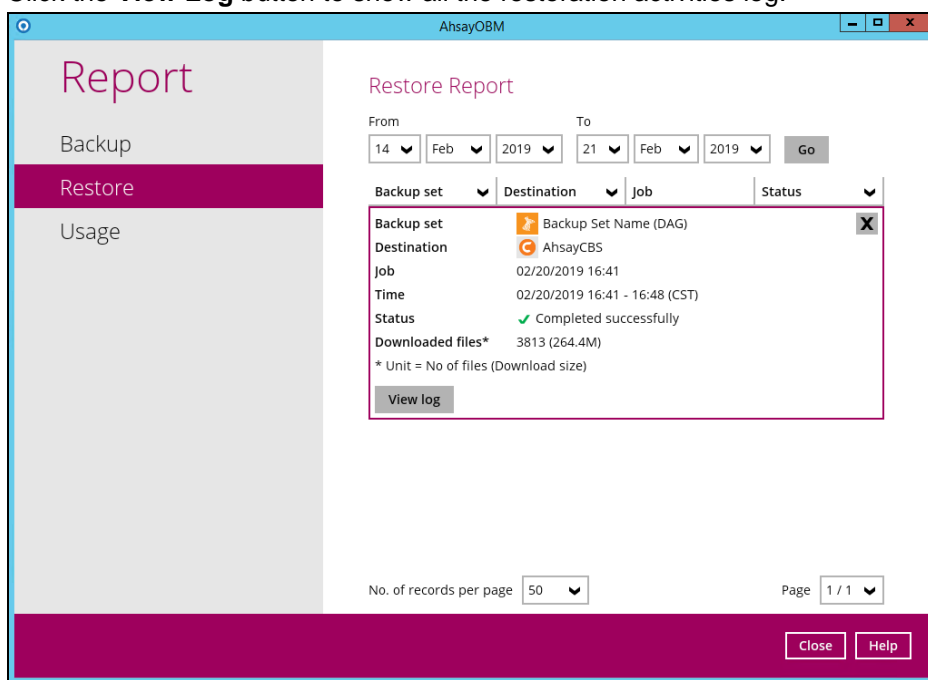 Click the View Log button to show all the restoration activities log.
AhsayOBM
Report
Backup
Restore
Usage
Restore Report
From To
14 Feb 2019 21 Feb 2019 Go
Backup set Destination Job Status
Backup set Backup Set Name (DAG) X
Destination AhsayCBS
Job 02/20/2019 16:41
Time 02/20/2019 16:41 - 16:48 (CST)
Status Completed successfully
Downloaded files* 3813 (264.4M)
* Unit = No of files (Download size)
View log
No. of records per page 50 Page 1 / 1
Close Help